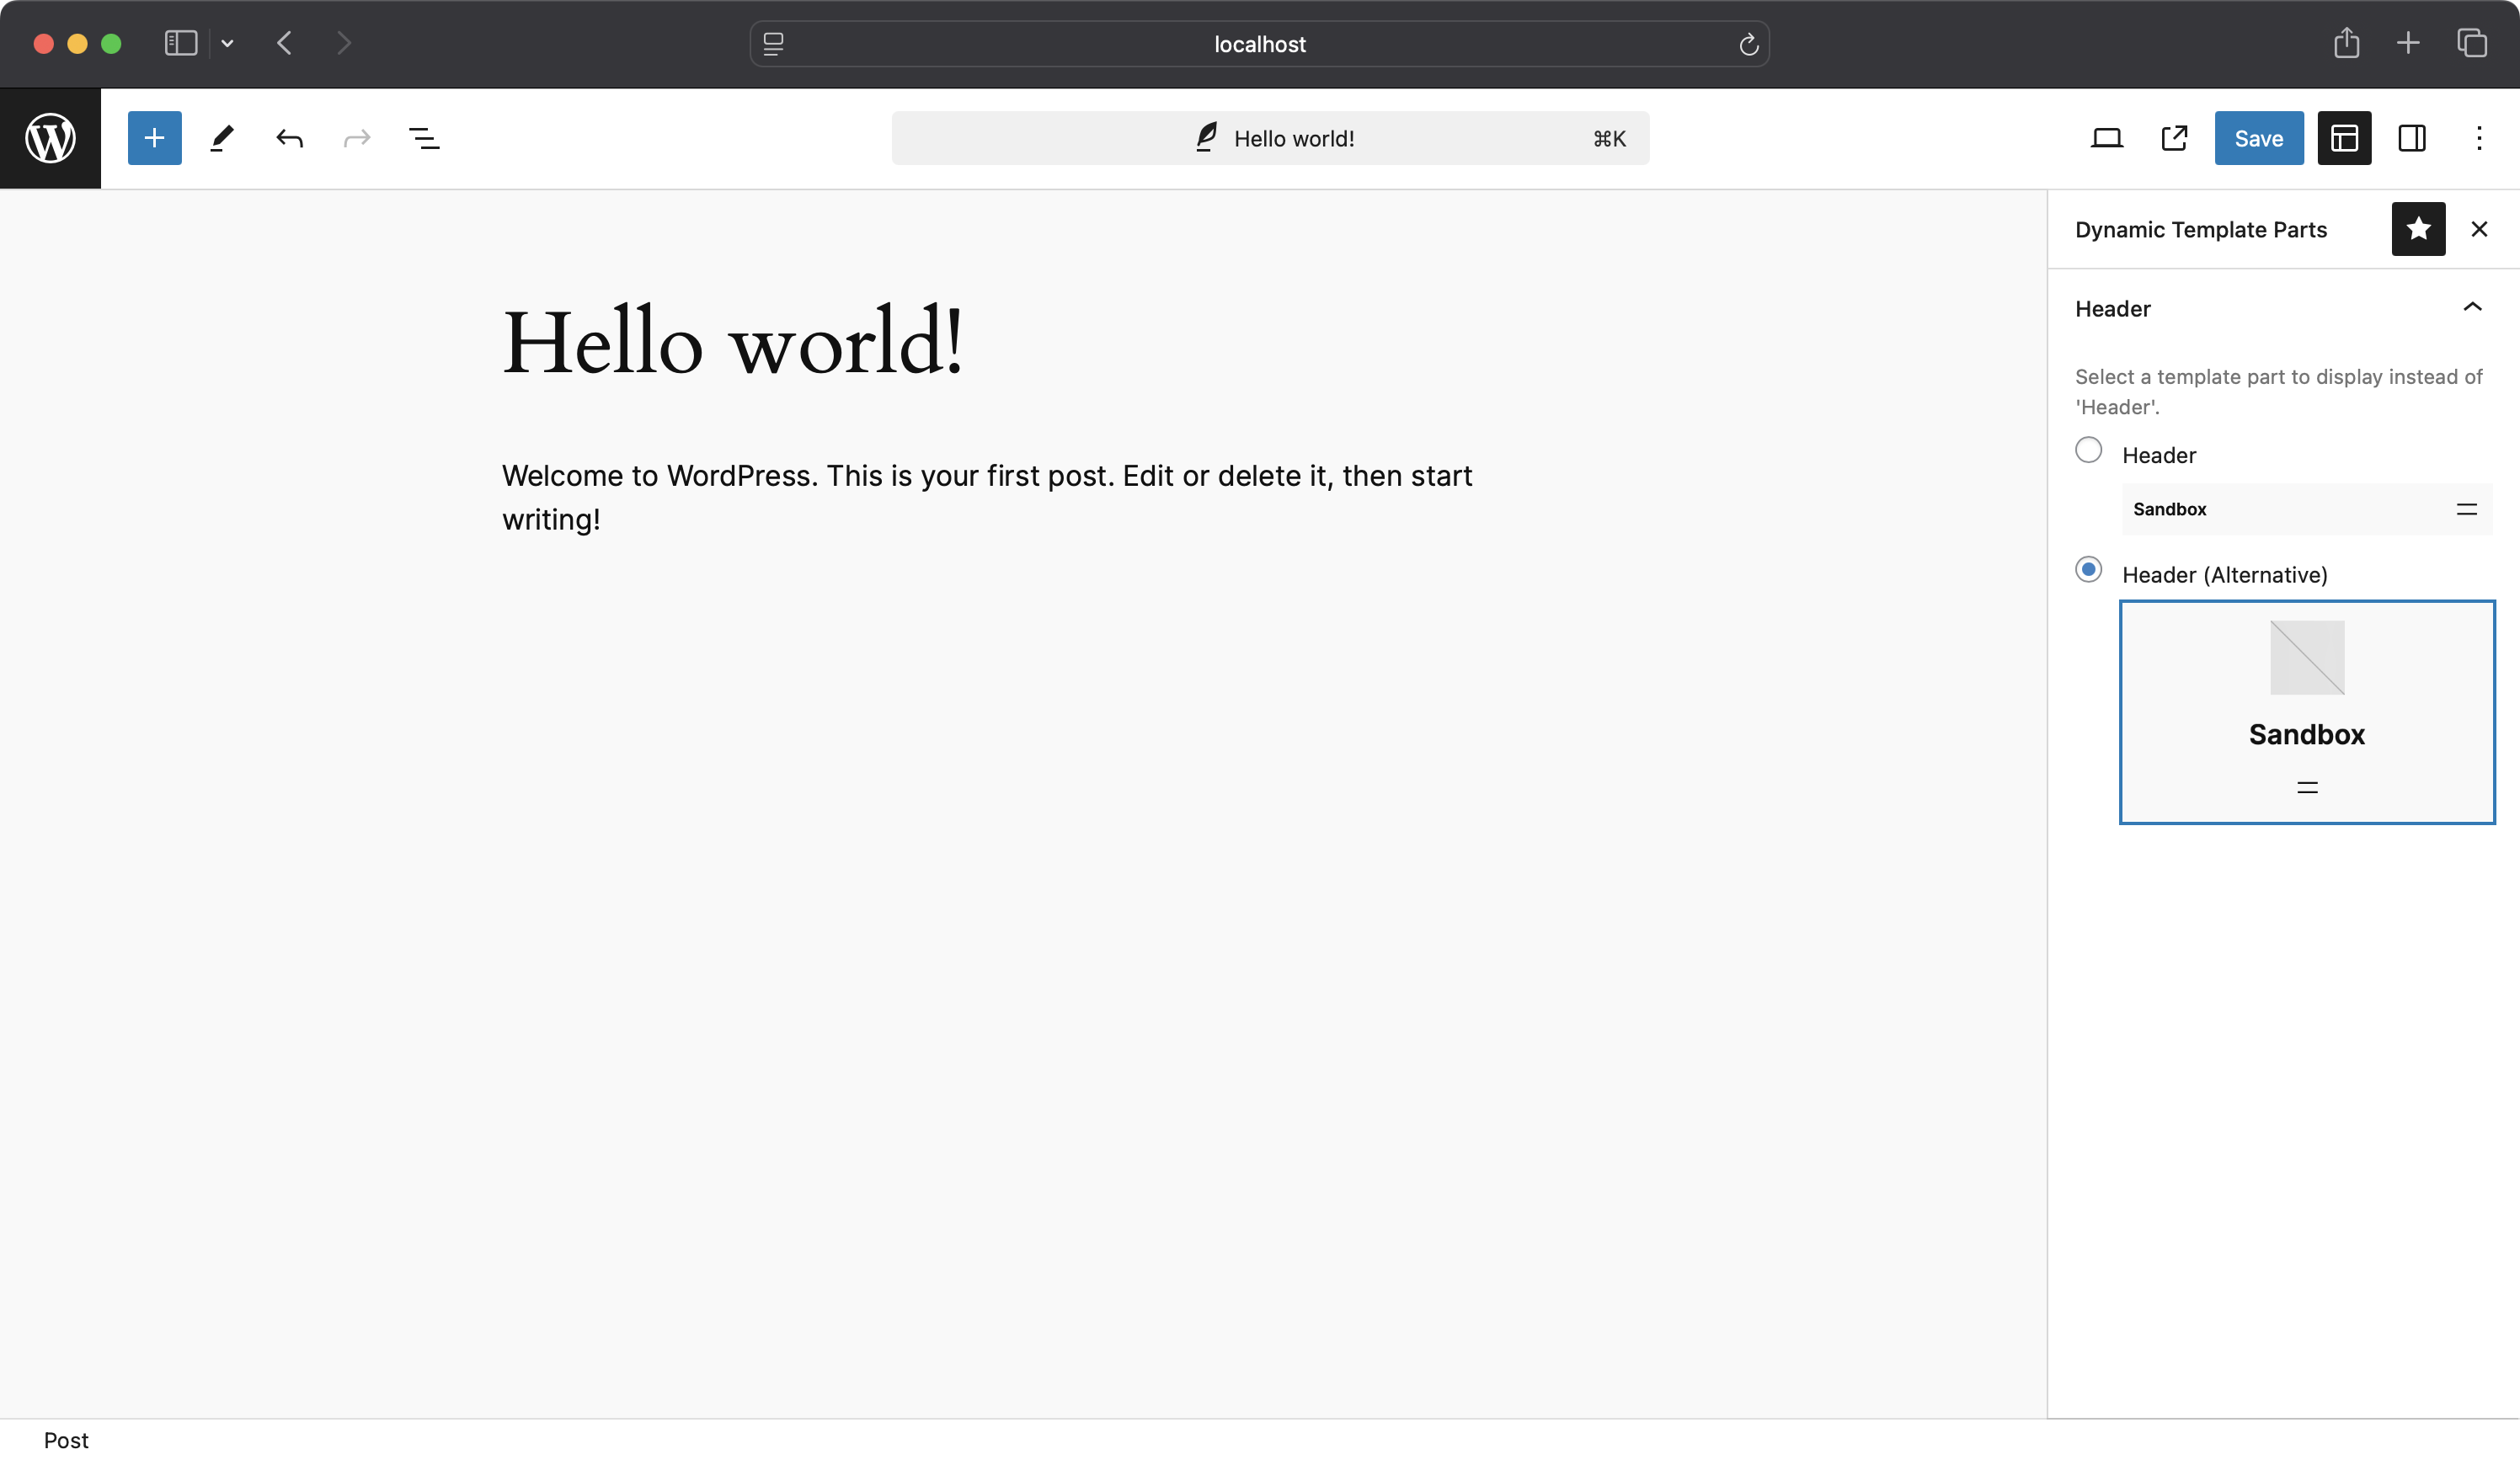 localhost
Hello world!
⌘K
Save
Dynamic Template Parts
Header
Select a template part to display instead of
'Header'.
Header
Sandbox
Header (Alternative)
Sandbox
Hello world!
Welcome to WordPress. This is your first post. Edit or delete it, then start
writing!
Post